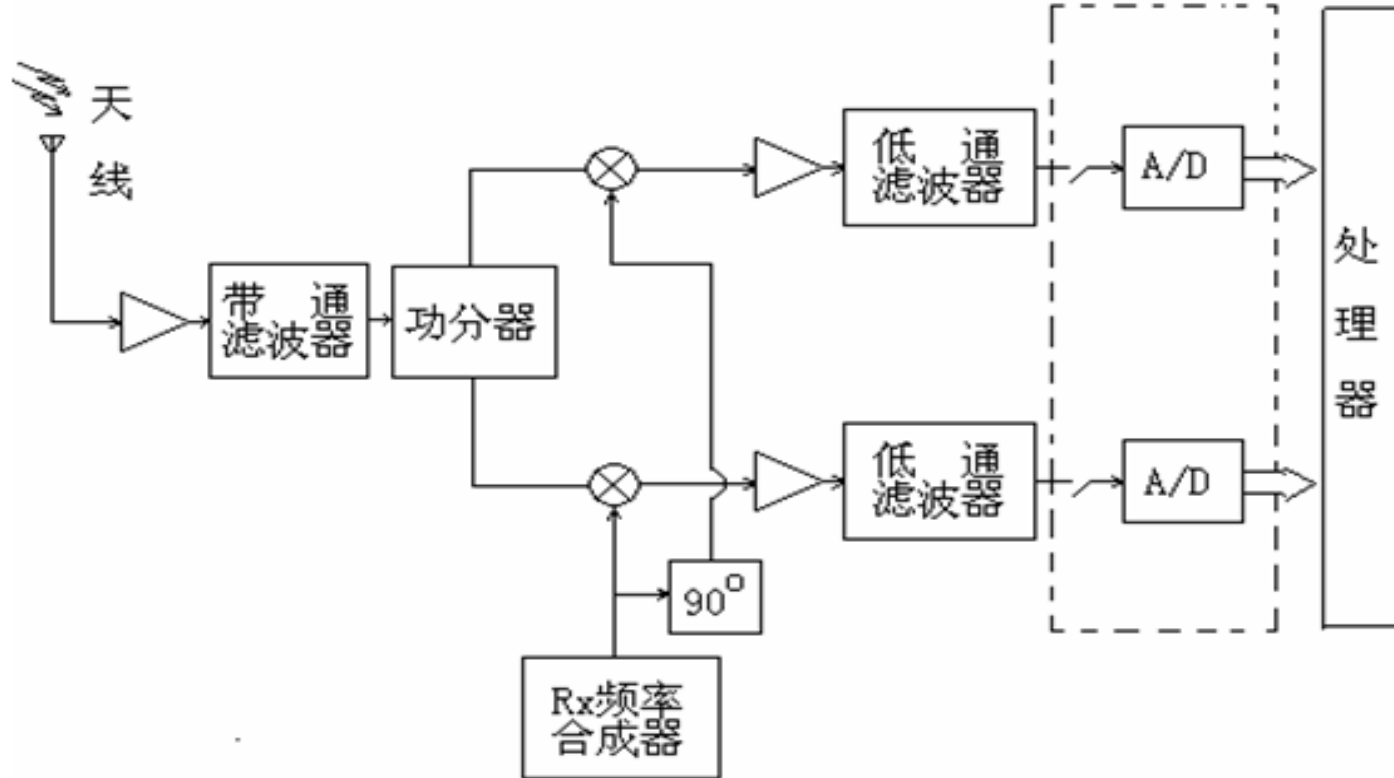 天
线
带 通
滤波器
功分器
低 通
滤波器
A/D
低 通
滤波器
A/D
90°
Rx频率
合成器
处
理
器